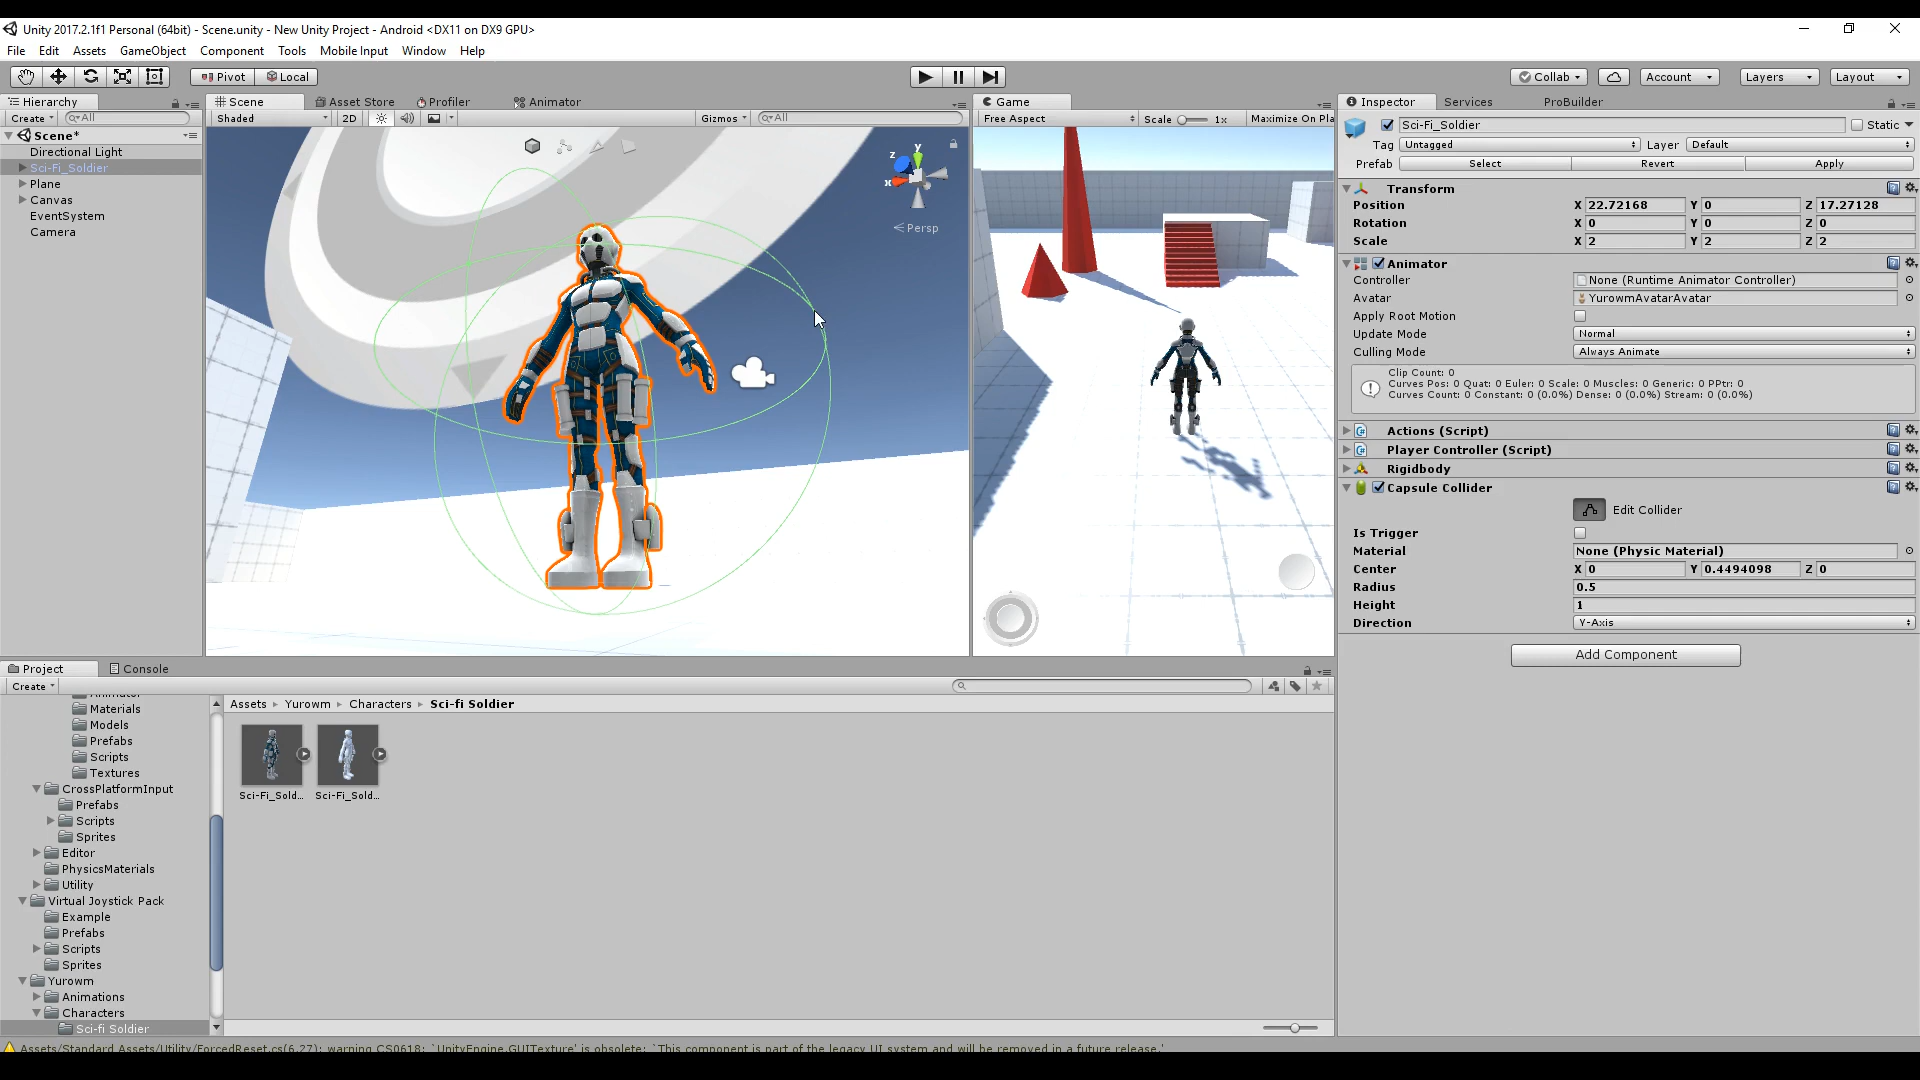 Unity 2017.2.1f1 Personal (64bit) - Scene.unity - New Unity Project - Android <DX11 on DX9 GPU>
File Edit Assets GameObject Component Tools Mobile Input Window Help
Pivot Local Collab Account Layers Layout
Hierarchy
Create All
Scene*
Directional Light
Sci-Fi_Soldier
Plane
Canvas
EventSystem
Camera
Scene Asset Store Profiler Animator
Shaded 2D Gizmos All
y
z
x
Persp
Game
Free Aspect Scale 1x Maximize On Pla
Inspector Services ProBuilder
Sci-Fi_Soldier Static
Tag Untagged Layer Default
Prefab Select Revert Apply
Transform
Position X 22.72168 Y 0 Z 17.27128
Rotation X 0 Y 0 Z 0
Scale X 2 Y 2 Z 2
Animator
Controller None (Runtime Animator Controller)
Avatar YurowmAvatarAvatar
Apply Root Motion
Update Mode Normal
Culling Mode Always Animate
Clip Count: 0
Curves Pos: 0 Quat: 0 Euler: 0 Scale: 0 Muscles: 0 Generic: 0 PPtr: 0
Curves Count: 0 Constant: 0 (0.0%) Dense: 0 (0.0%) Stream: 0 (0.0%)
Actions (Script)
Player Controller (Script)
Rigidbody
Capsule Collider
Edit Collider
Is Trigger
Material None (Physic Material)
Center X 0 Y 0.4494098 Z 0
Radius 0.5
Height 1
Direction Y-Axis
Add Component
Project Console
Create
Animator
Materials
Models
Prefabs
Scripts
Textures
CrossPlatformInput
Prefabs
Scripts
Sprites
Editor
PhysicsMaterials
Utility
Virtual Joystick Pack
Example
Prefabs
Scripts
Sprites
Yurowm
Animations
Characters
Sci-fi Soldier
Assets Yurowm Characters Sci-fi Soldier
Sci-Fi_Sold... Sci-Fi_Sold...
Assets/Standard Assets/Utility/ForcedReset.cs(6,27): warning CS0618: `UnityEngine.GUITexture' is obsolete: `This component is part of the legacy UI system and will be removed in a future release.'